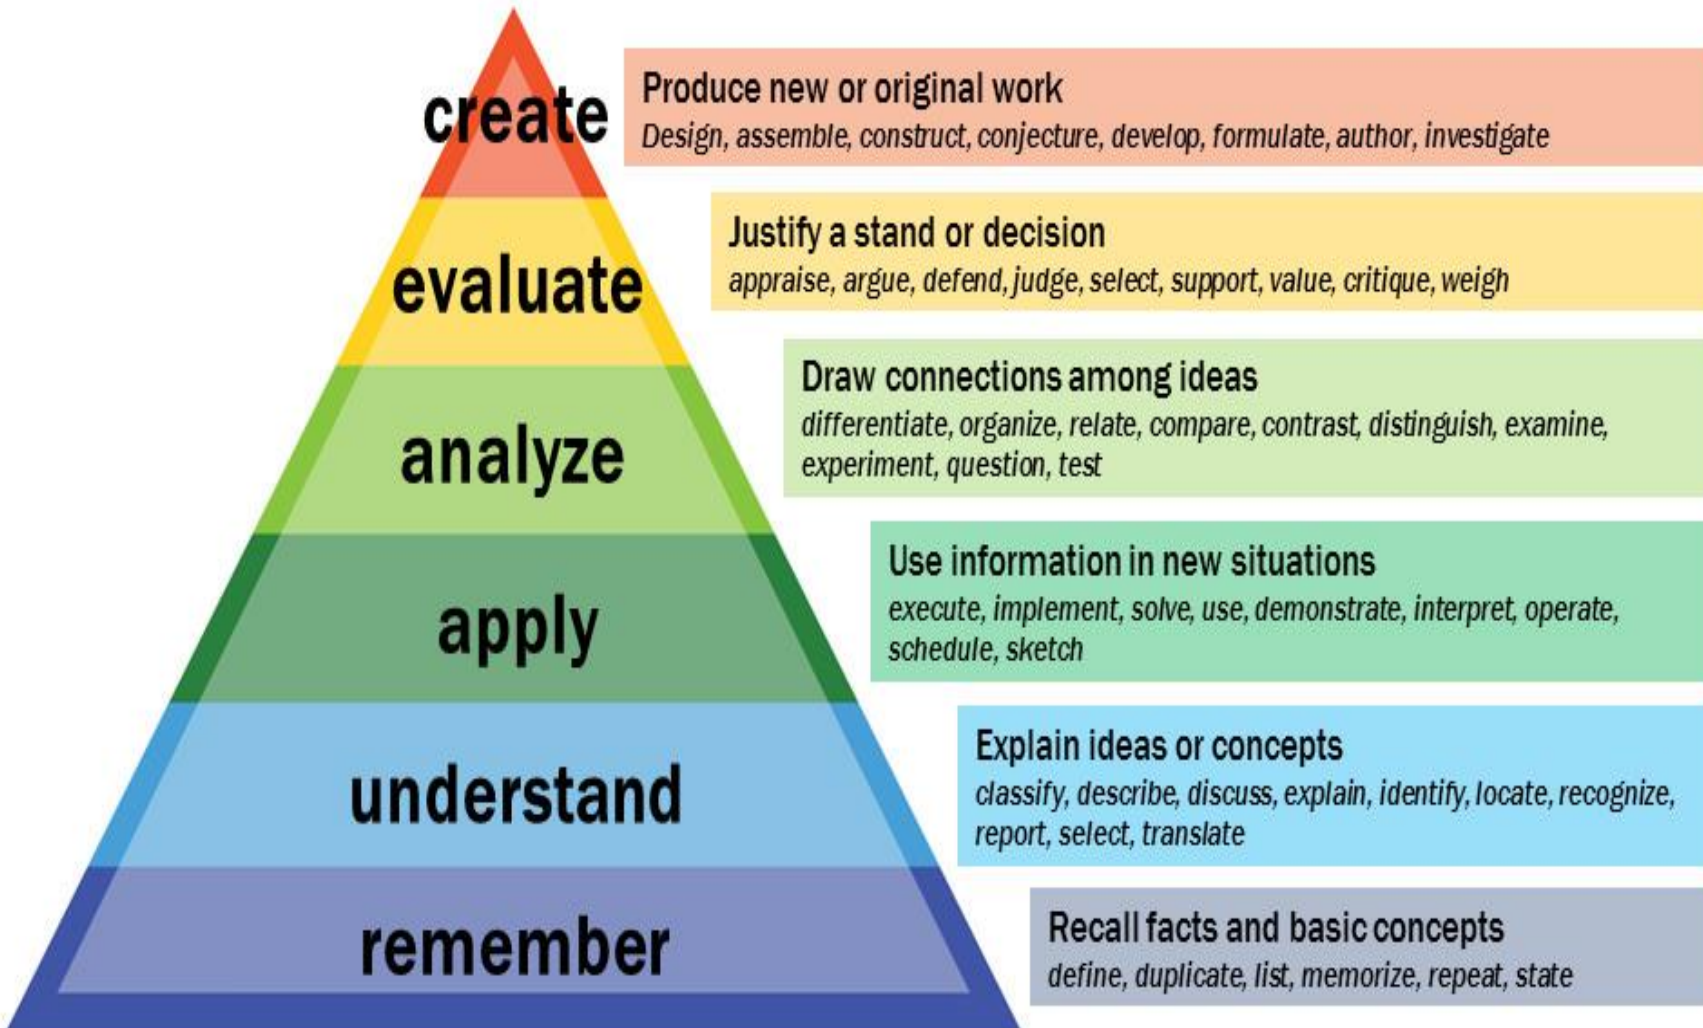 create
Produce new or original work
Design, assemble, construct, conjecture, develop, formulate, author, investigate
evaluate
Justify a stand or decision
appraise, argue, defend, judge, select, support, value, critique, weigh
analyze
Draw connections among ideas
differentiate, organize, relate, compare, contrast, distinguish, examine,
experiment, question, test
apply
Use information in new situations
execute, implement, solve, use, demonstrate, interpret, operate,
schedule, sketch
understand
Explain ideas or concepts
classify, describe, discuss, explain, identify, locate, recognize,
report, select, translate
remember
Recall facts and basic concepts
define, duplicate, list, memorize, repeat, state